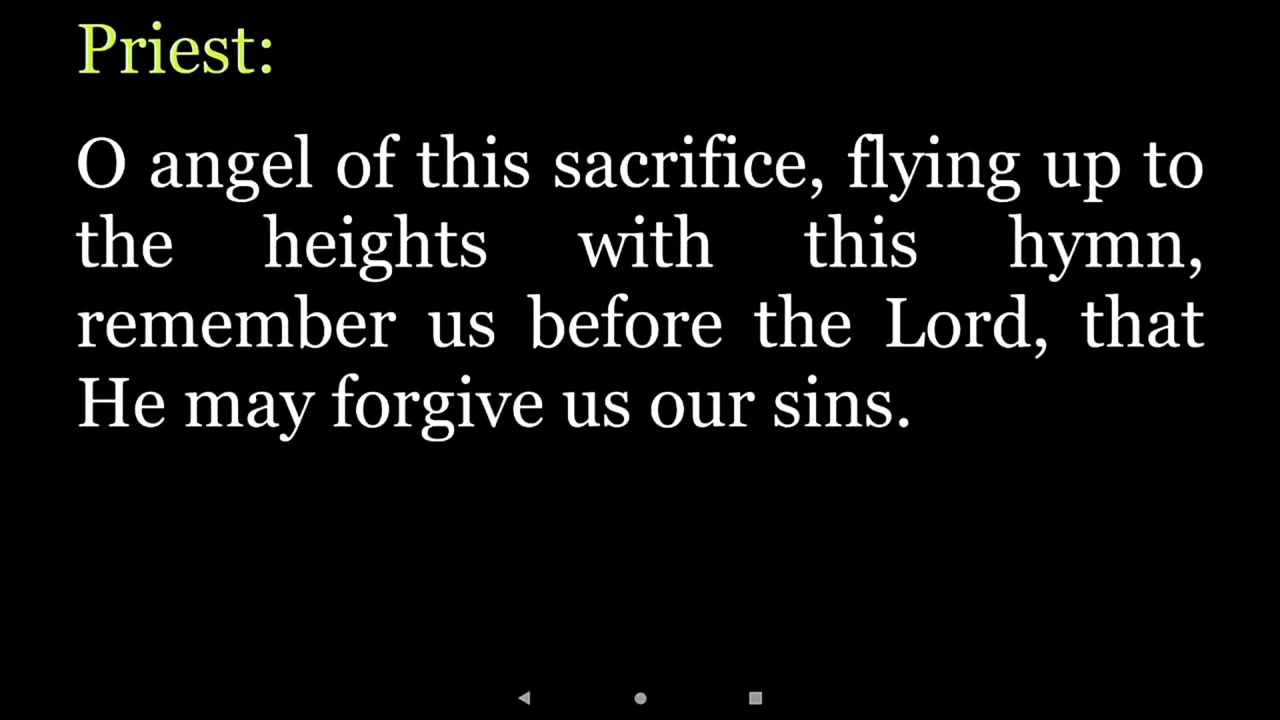 Priest:
O angel of this sacrifice, flying up to
the heights with this hymn,
remember us before the Lord, that
He may forgive us our sins.